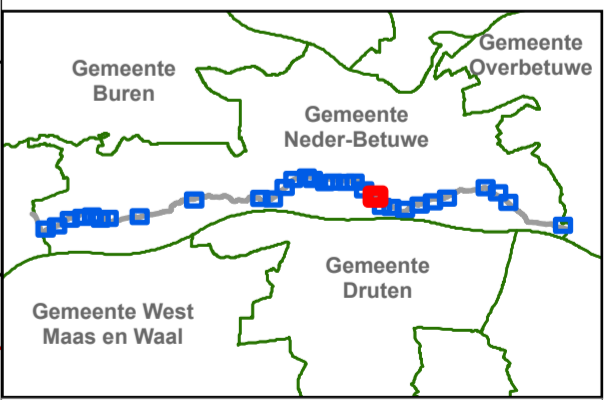 Gemeente
Overbetuwe
Gemeente
Buren
Gemeente
Neder-Betuwe
Gemeente
Druten
Gemeente West
Maas en Waal